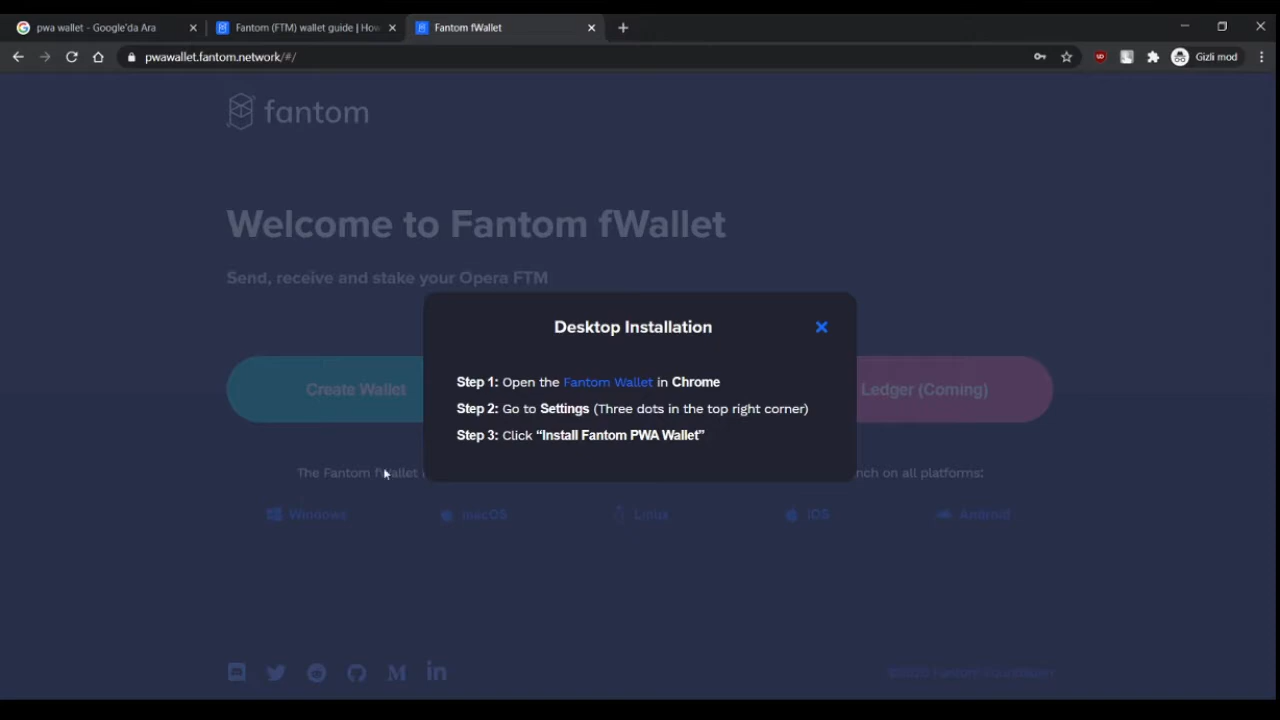 pwa wallet - Google'da Ara
Fantom (FTM) wallet guide | How
Fantom fWallet
pwawallet.fantom.network/#/
Gizli mod
fantom
Welcome to Fantom fWallet
Send, receive and stake your Opera FTM
Desktop Installation
Step 1: Open the Fantom Wallet in Chrome
Step 2: Go to Settings (Three dots in the top right corner)
Step 3: Click “Install Fantom PWA Wallet”
Create Wallet
Ledger (Coming)
The Fantom fWallet
nch on all platforms:
Windows
macOS
Linux
iOS
Android
©2020 Fantom